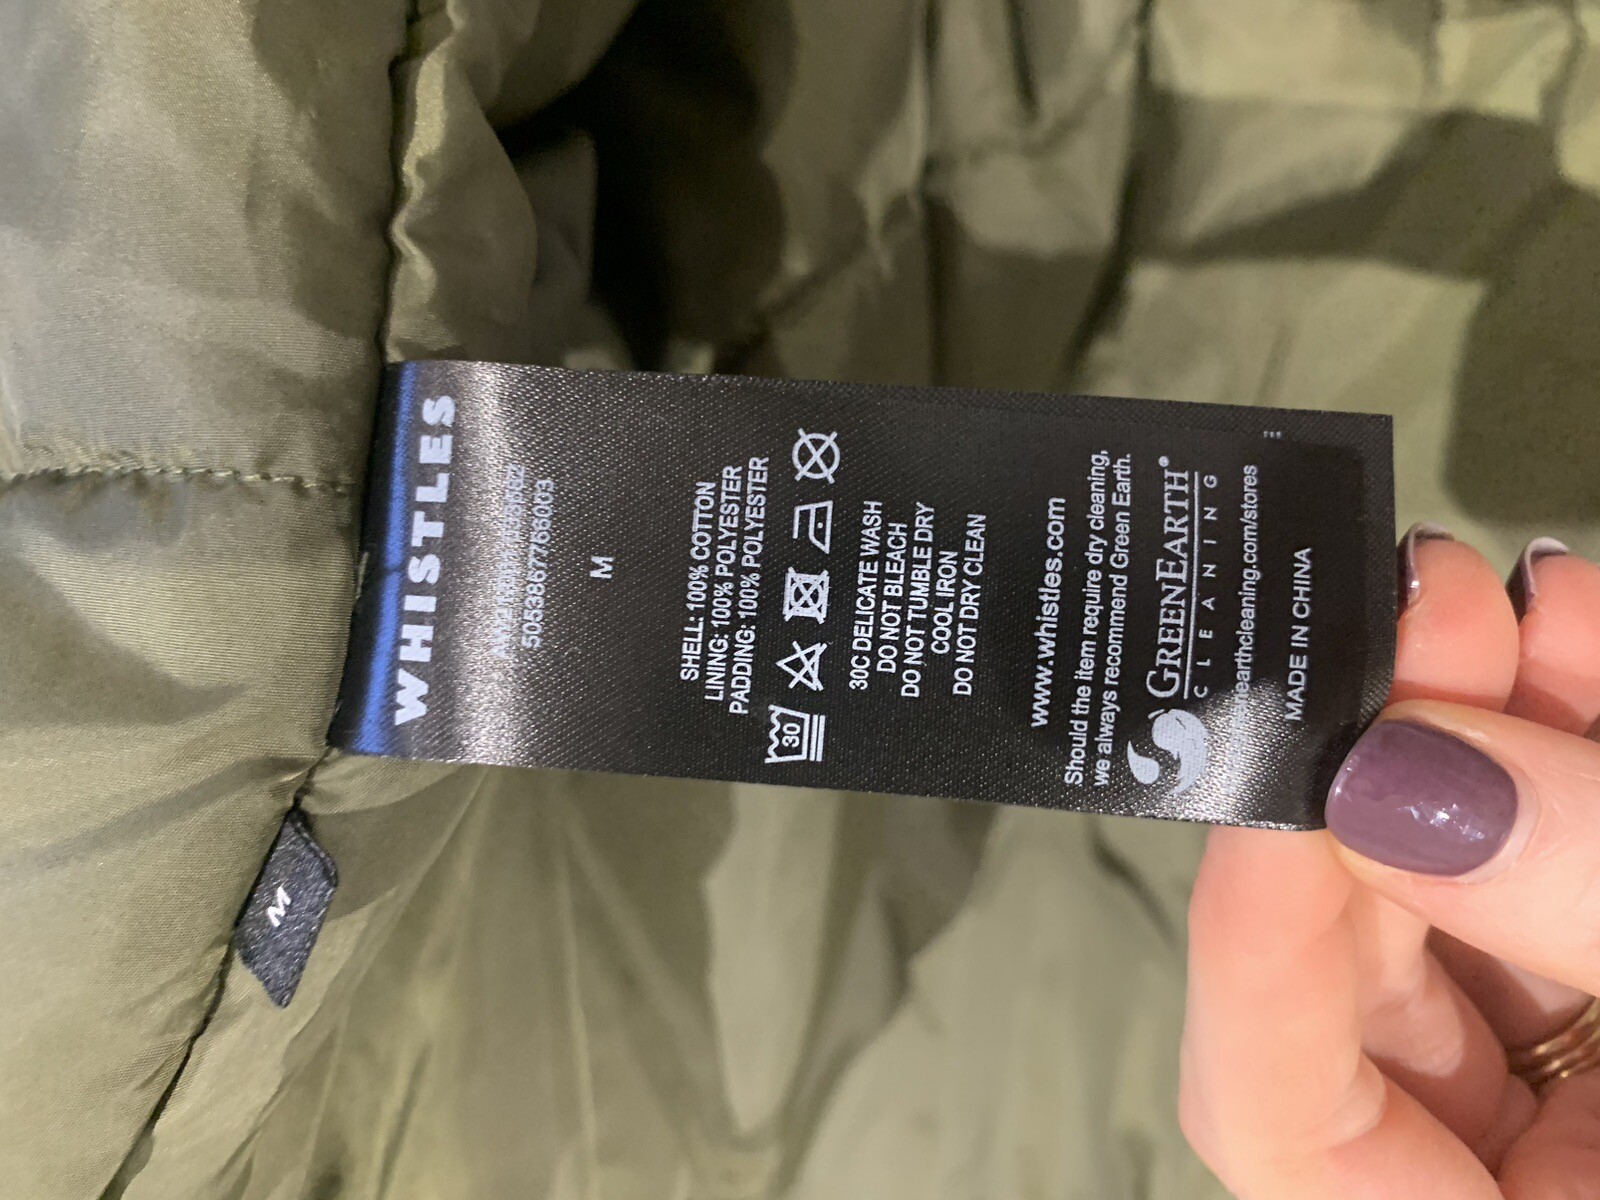 WHISTLES
5053867766003
M
SHELL: 100% COTTON
LINING: 100% POLYESTER
PADDING: 100% POLYESTER
30
30C DELICATE WASH
DO NOT BLEACH
DO NOT TUMBLE DRY
COOL IRON
DO NOT DRY CLEAN
www.whistles.com
Should the item require dry cleaning,
we always recommend Green Earth.
GREENEARTH®
CLEANING
MADE IN CHINA
M